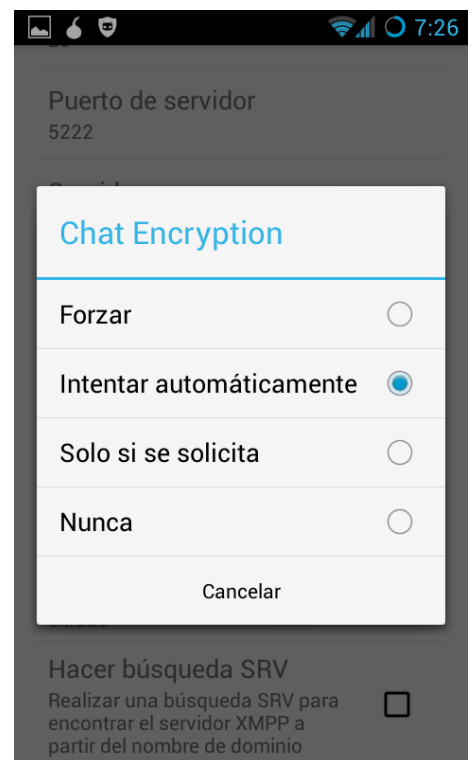 7:26
Puerto de servidor
5222
Chat Encryption
Forzar
Intentar automáticamente
Solo si se solicita
Nunca
Cancelar
Hacer búsqueda SRV
Realizar una búsqueda SRV para
encontrar el servidor XMPP a
partir del nombre de dominio